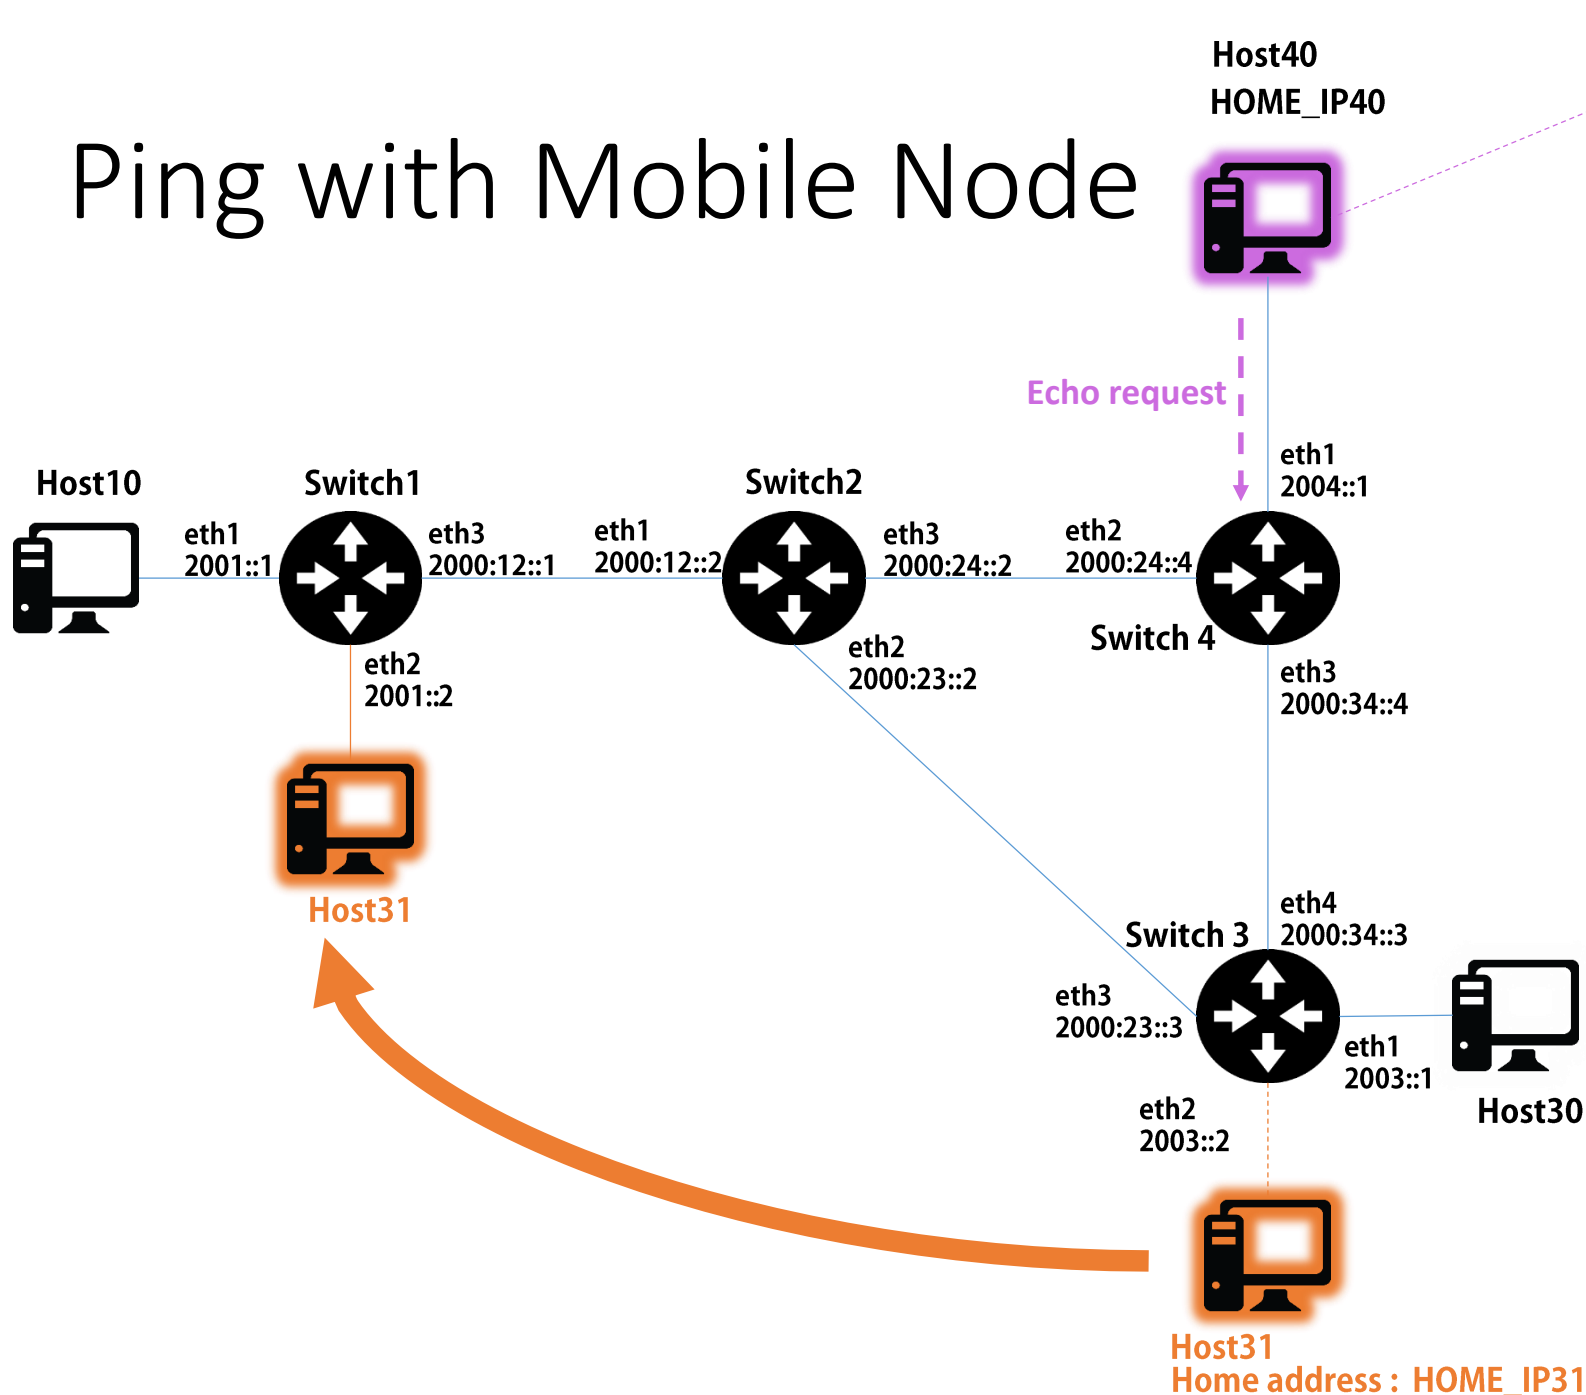 Host40
HOME_IP40
Ping with Mobile Node
Echo request
eth1
2004::1
Host10
Switch1
Switch2
eth1
2001::1
eth3
2000:12::1
eth1
2000:12::2
eth3
2000:24::2
eth2
2000:24::4
Switch 4
eth2
2001::2
eth2
2000:23::2
eth3
2000:34::4
Host31
Switch 3
eth4
2000:34::3
eth3
2000:23::3
eth1
2003::1
Host30
eth2
2003::2
Host31
Home address : HOME_IP31